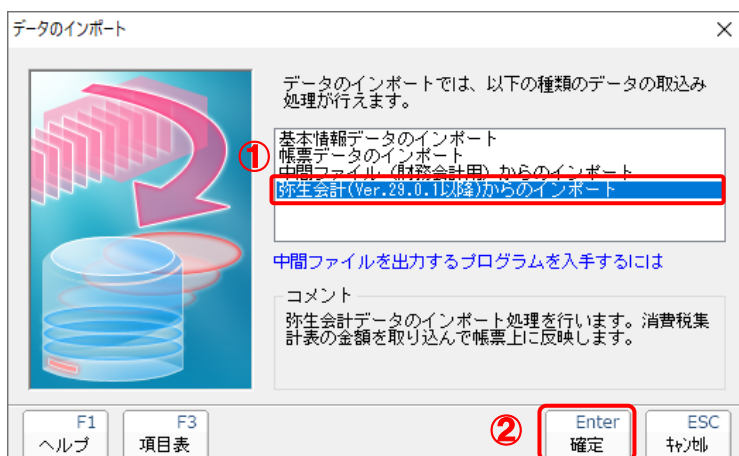 データのインポート
データのインポートでは、以下の種類のデータの取込み
処理が行えます。
①
基本情報データのインポート
帳票データのインポート
中間ファイル（財務会計用）からのインポート
弥生会計(Ver.29.0.1以降)からのインポート
中間ファイルを出力するプログラムを入手するには
コメント
弥生会計データのインポート処理を行います。消費税集
計表の金額を取り込んで帳票上に反映します。
F1
ヘルプ
F3
項目表
②
Enter
確定
ESC
ｷｬﾝｾﾙ